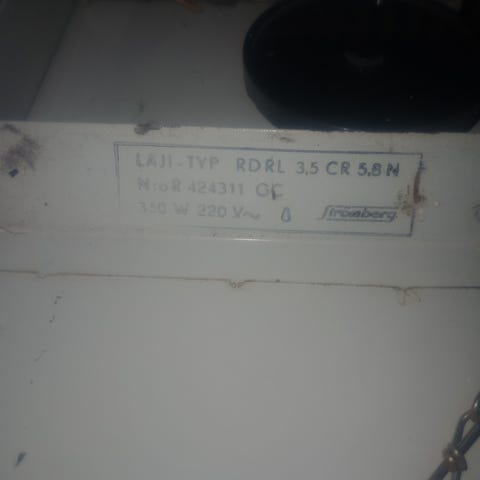 LAJI-TYP RDRL 3,5 CR 5,8 N
N:o R 424311 GC
350 W 220 V~ Strömberg